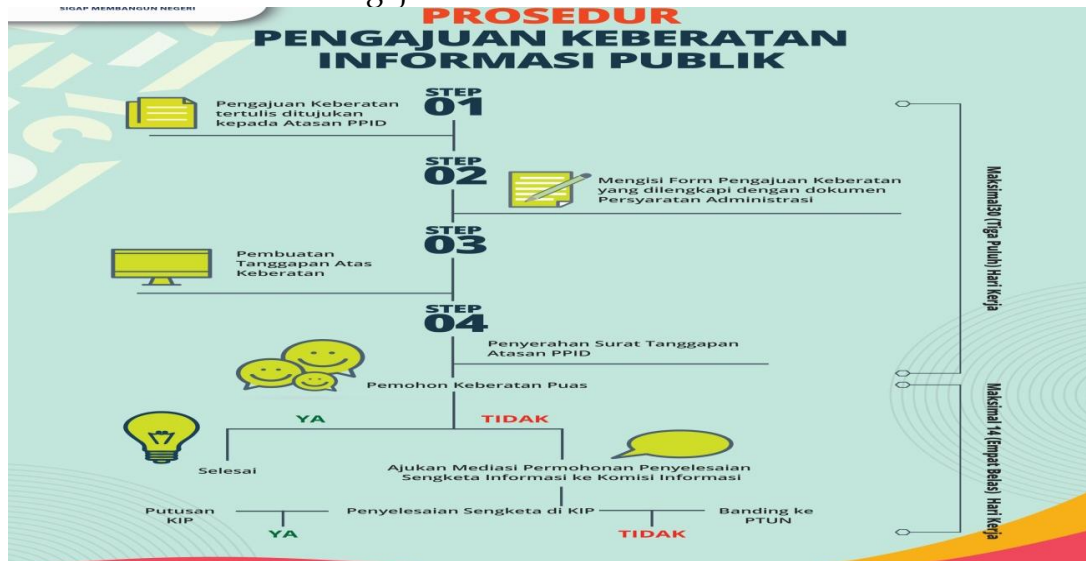 SIGAP MEMBANGUN NEGERI
PROSEDUR
PENGAJUAN KEBERATAN
INFORMASI PUBLIK
STEP
01
Pengajuan Keberatan
tertulis ditujukan
kepada Atasan PPID
STEP
02
Mengisi Form Pengajuan Keberatan
yang dilengkapi dengan dokumen
Persyaratan Administrasi
STEP
03
Pembuatan
Tanggapan Atas
Keberatan
STEP
04
Penyerahan Surat Tanggapan
Atasan PPID
Maksimal30 (Tiga Puluh) Hari Kerja
Pemohon Keberatan Puas
YA
TIDAK
Selesai
Ajukan Mediasi Permohonan Penyelesaian
Sengketa Informasi ke Komisi Informasi
Putusan
KIP
Penyelesaian Sengketa di KIP
Banding ke
PTUN
YA
TIDAK
Maksimal 14 (Empat Belas) Hari Kerja